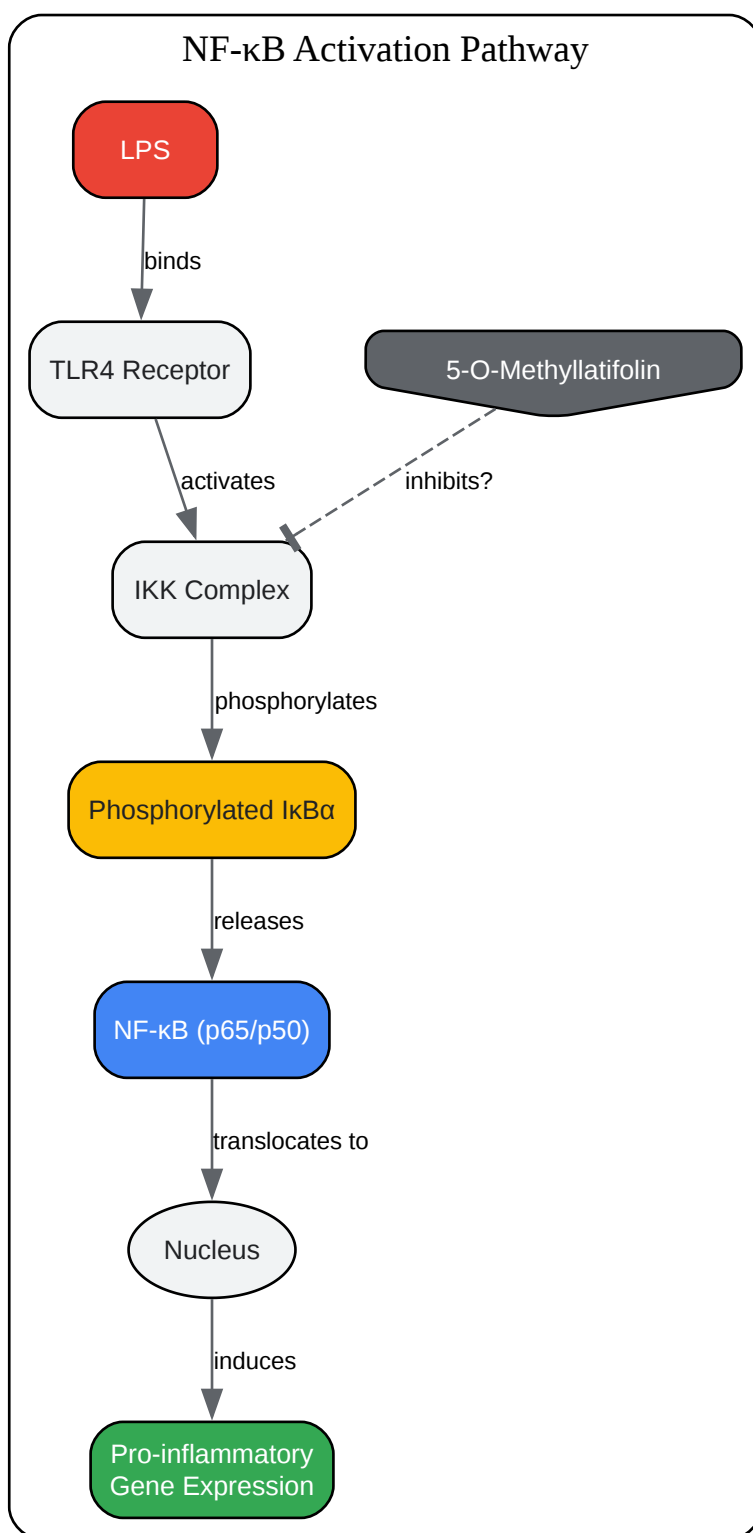 NF-κB Activation Pathway
LPS
binds
TLR4 Receptor
5-O-Methyllatifolin
activates
inhibits?
IKK Complex
phosphorylates
Phosphorylated IκBα
releases
NF-κB (p65/p50)
translocates to
Nucleus
induces
Pro-inflammatory
Gene Expression